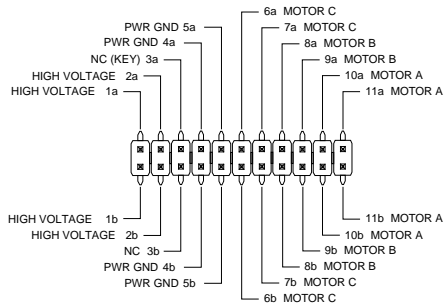 6a MOTOR C
PWR GND 5a
7a MOTOR C
PWR GND 4a
8a MOTOR B
NC (KEY) 3a
9a MOTOR B
HIGH VOLTAGE 2a
10a MOTOR A
HIGH VOLTAGE 1a
11a MOTOR A
HIGH VOLTAGE 1b
11b MOTOR A
HIGH VOLTAGE 2b
10b MOTOR A
NC 3b
9b MOTOR B
PWR GND 4b
8b MOTOR B
PWR GND 5b
7b MOTOR C
6b MOTOR C